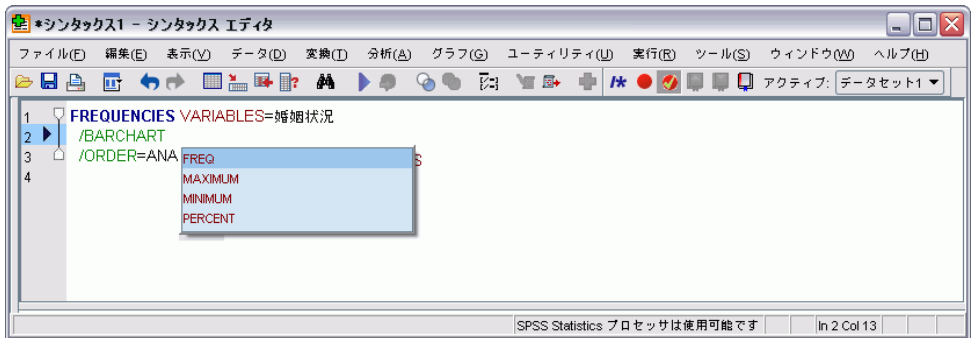 *シンタックス1 - シンタックス エディタ
ファイル(F) 編集(E) 表示(V) データ(D) 変換(T) 分析(A) グラフ(G) ユーティリティ(U) 実行(R) ツール(S) ウィンドウ(W) ヘルプ(H)
アクティブ: データセット1
1 FREQUENCIES VARIABLES=婚姻状況
2 /BARCHART
3 /ORDER=ANA S
4
FREQ
MAXIMUM
MINIMUM
PERCENT
SPSS Statistics プロセッサは使用可能です In 2 Col 13